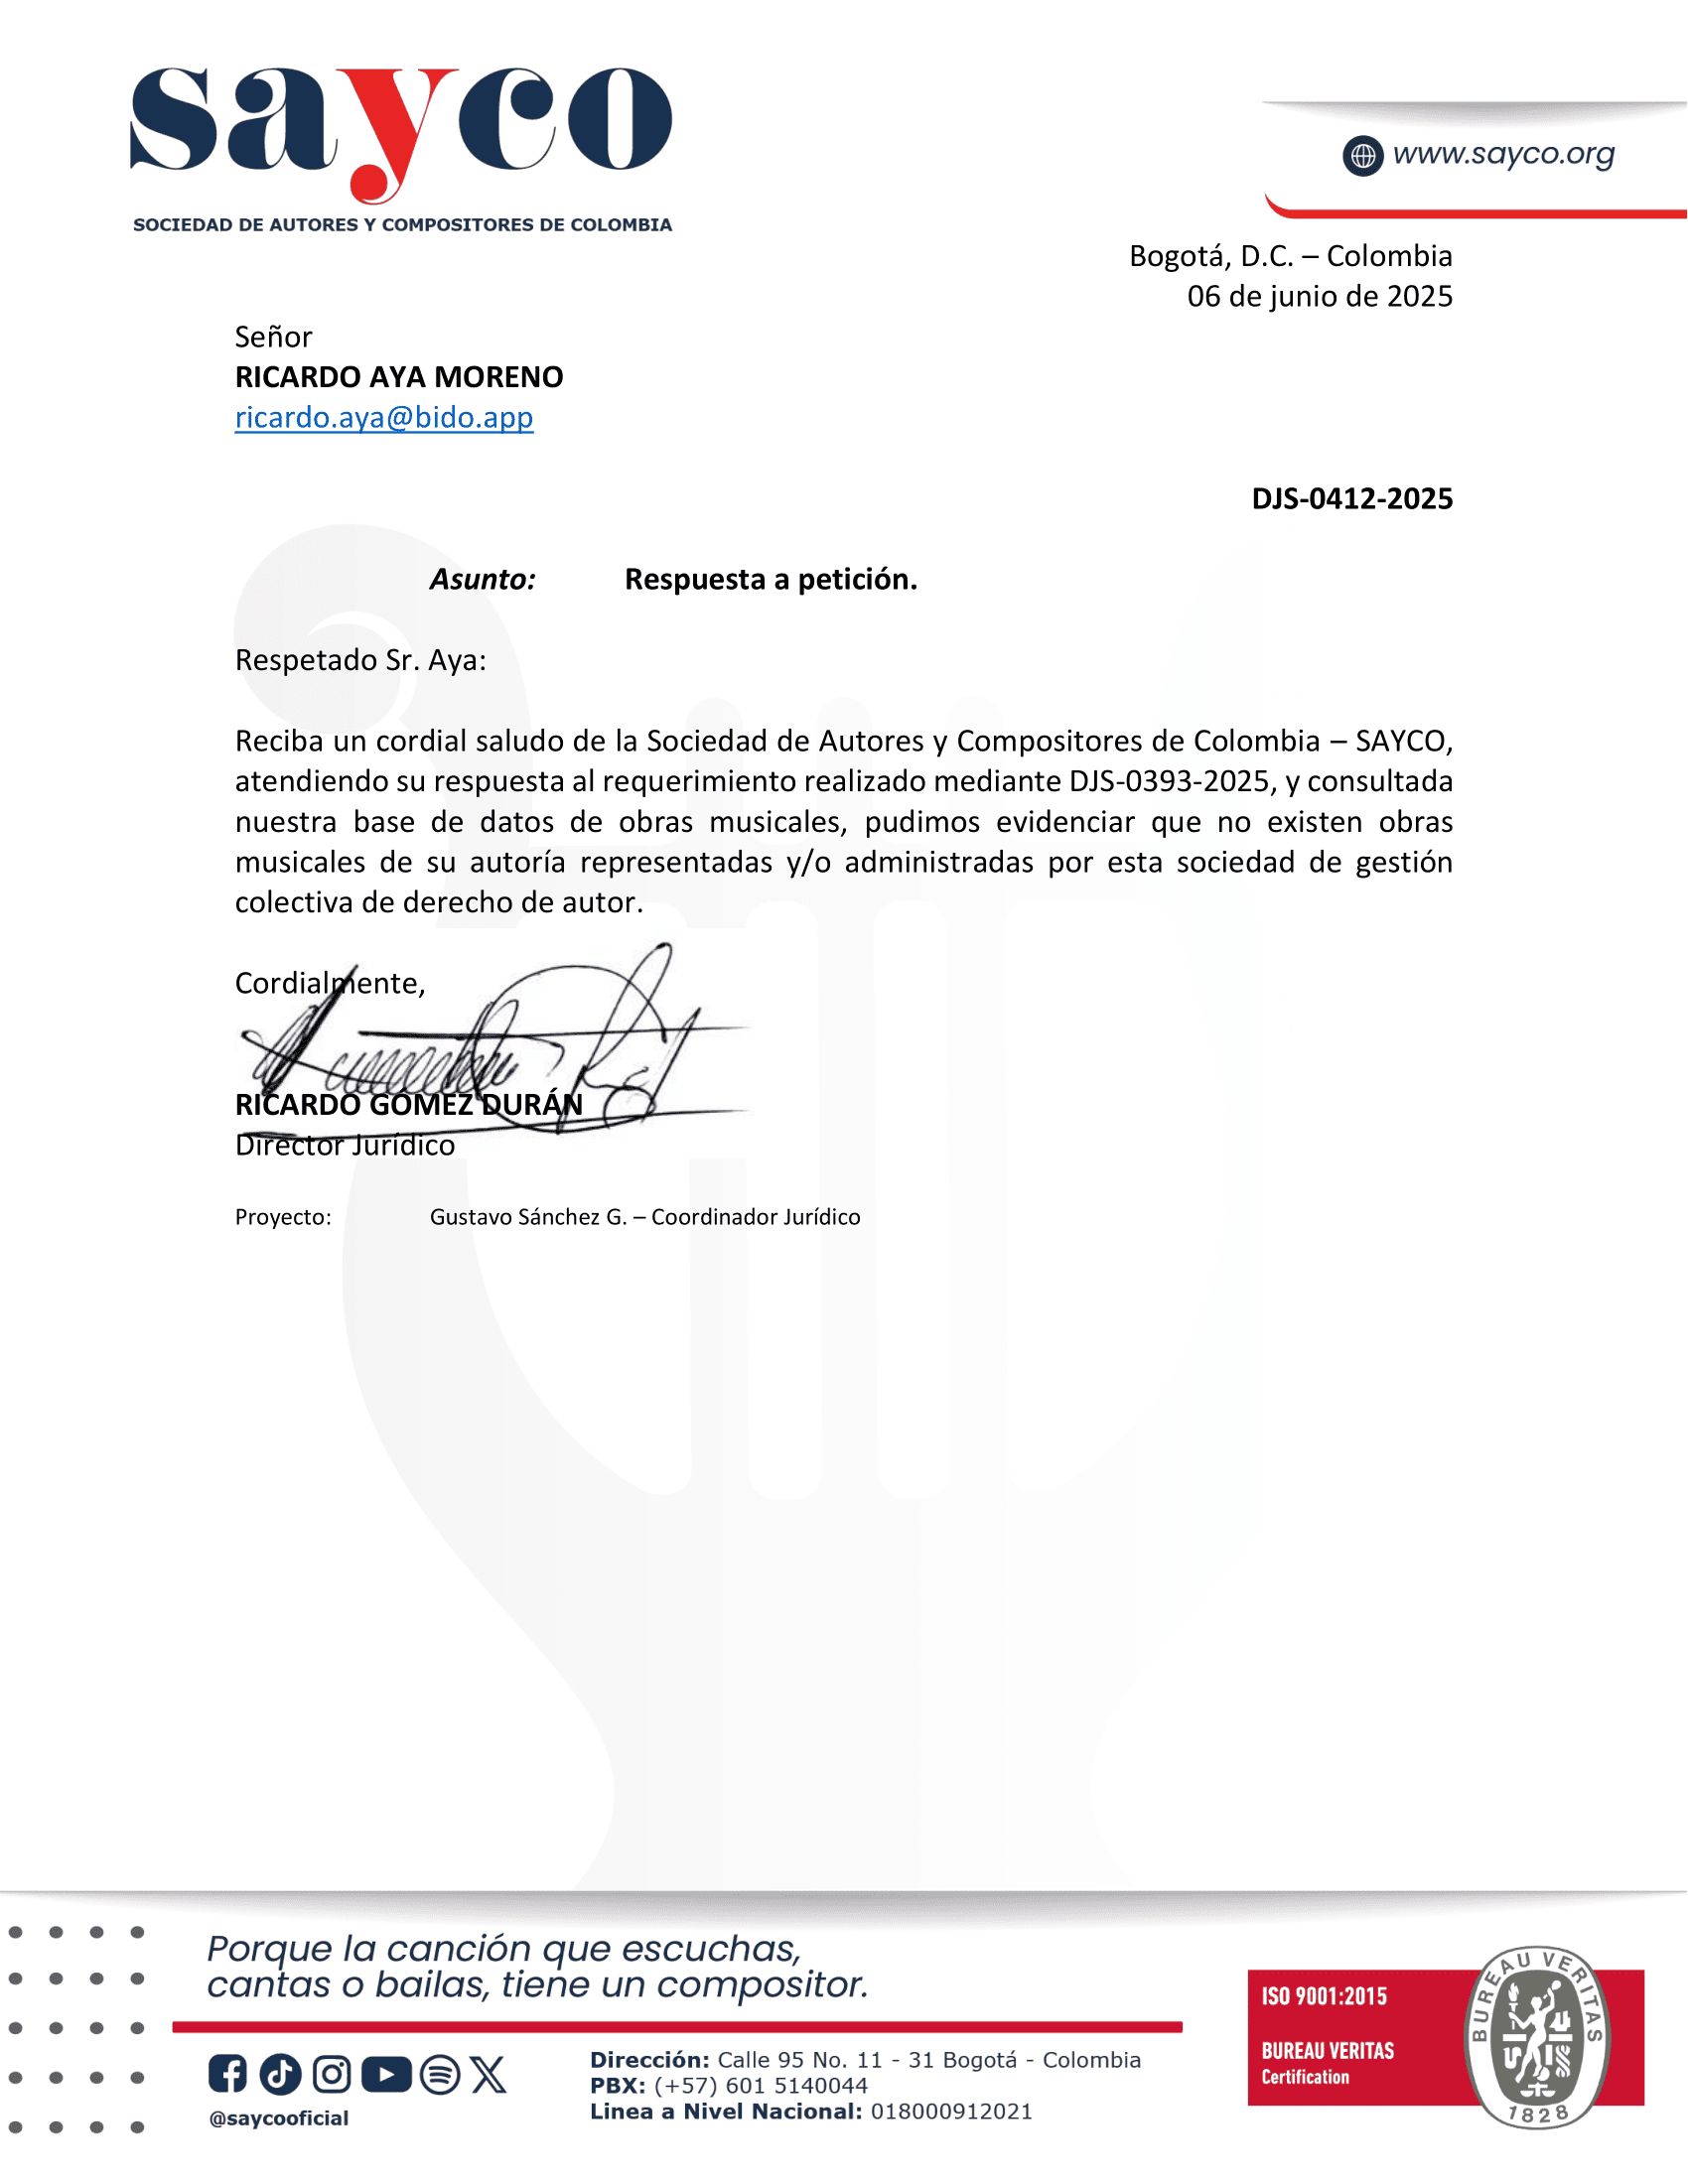 sayco
SOCIEDAD DE AUTORES Y COMPOSITORES DE COLOMBIA
www.sayco.org
Bogotá, D.C. – Colombia
06 de junio de 2025
Señor
RICARDO AYA MORENO
ricardo.aya@bido.app
DJS-0412-2025
Asunto: Respuesta a petición.
Respetado Sr. Aya:
Reciba un cordial saludo de la Sociedad de Autores y Compositores de Colombia – SAYCO,
atendiendo su respuesta al requerimiento realizado mediante DJS-0393-2025, y consultada
nuestra base de datos de obras musicales, pudimos evidenciar que no existen obras
musicales de su autoría representadas y/o administradas por esta sociedad de gestión
colectiva de derecho de autor.
Cordialmente,
RICARDO GÓMEZ DURÁN
Director Jurídico
Proyecto: Gustavo Sánchez G. – Coordinador Jurídico
Porque la canción que escuchas,
cantas o bailas, tiene un compositor.
@saycooficial
Dirección: Calle 95 No. 11 - 31 Bogotá - Colombia
PBX: (+57) 601 5140044
Linea a Nivel Nacional: 018000912021
ISO 9001:2015
BUREAU VERITAS
Certification
BUREAU VERITAS
1828